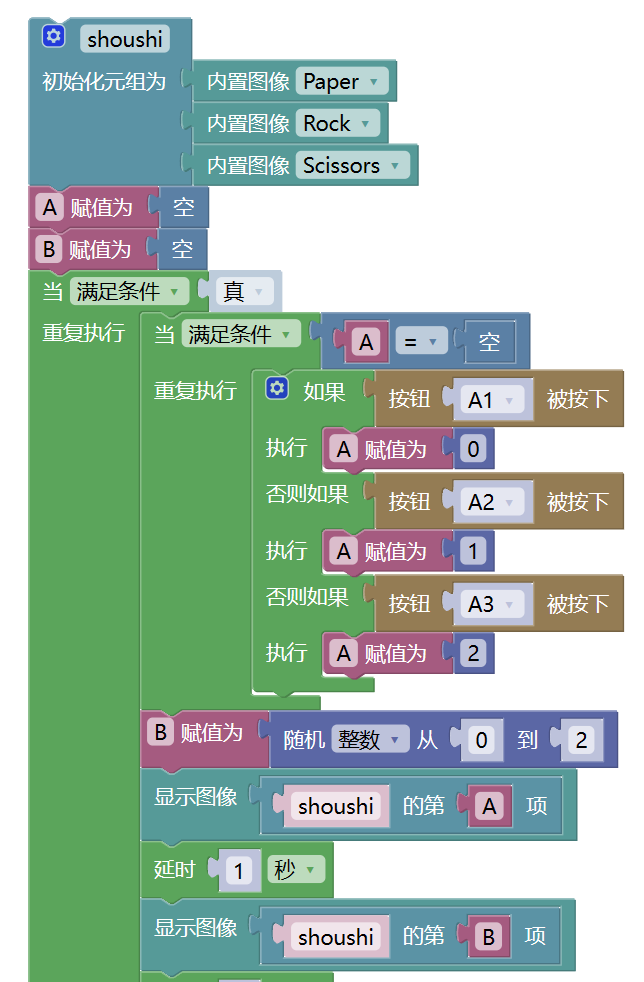 shoushi
初始化元组为 内置图像 Paper
内置图像 Rock
内置图像 Scissors
A 赋值为 空
B 赋值为 空
当 满足条件 真
重复执行 当 满足条件 A = 空
重复执行 如果 按钮 A1 被按下
执行 A 赋值为 0
否则如果 按钮 A2 被按下
执行 A 赋值为 1
否则如果 按钮 A3 被按下
执行 A 赋值为 2
B 赋值为 随机 整数 从 0 到 2
显示图像 shoushi 的第 A 项
延时 1 秒
显示图像 shoushi 的第 B 项